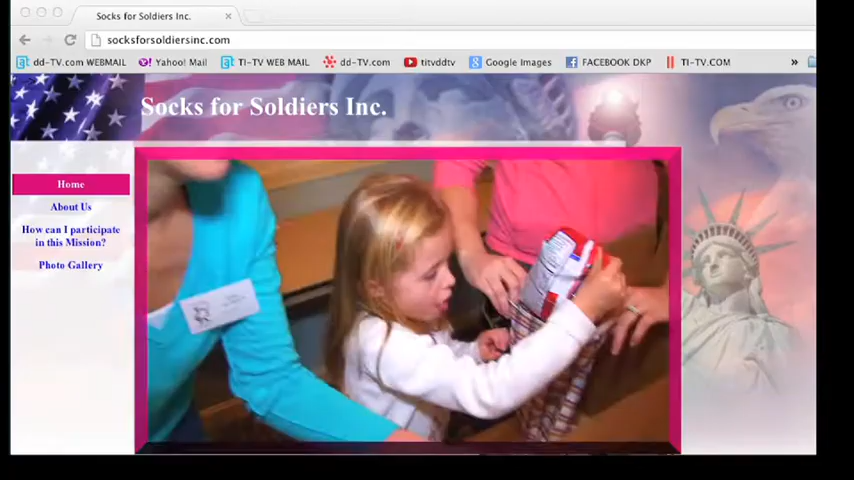 Socks for Soldiers Inc.
socksforsoldiersinc.com
dd-TV.com WEBMAIL
Yahoo! Mail
TI-TV WEB MAIL
dd-TV.com
titvddtv
Google Images
FACEBOOK DKP
TI-TV.COM
»
Socks for Soldiers Inc.
Home
About Us
How can I participate
in this Mission?
Photo Gallery